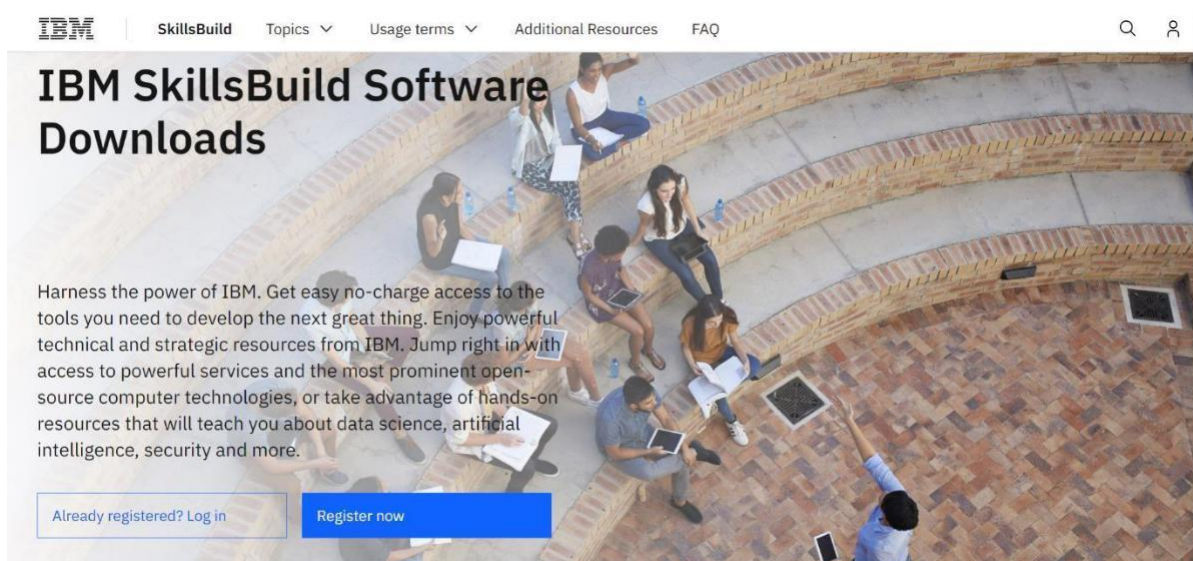 IBM SkillsBuild Topics Usage terms Additional Resources FAQ
IBM SkillsBuild Software
Downloads
Harness the power of IBM. Get easy no-charge access to the
tools you need to develop the next great thing. Enjoy powerful
technical and strategic resources from IBM. Jump right in with
access to powerful services and the most prominent open-
source computer technologies, or take advantage of hands-on
resources that will teach you about data science, artificial
intelligence, security and more.
Already registered? Log in Register now